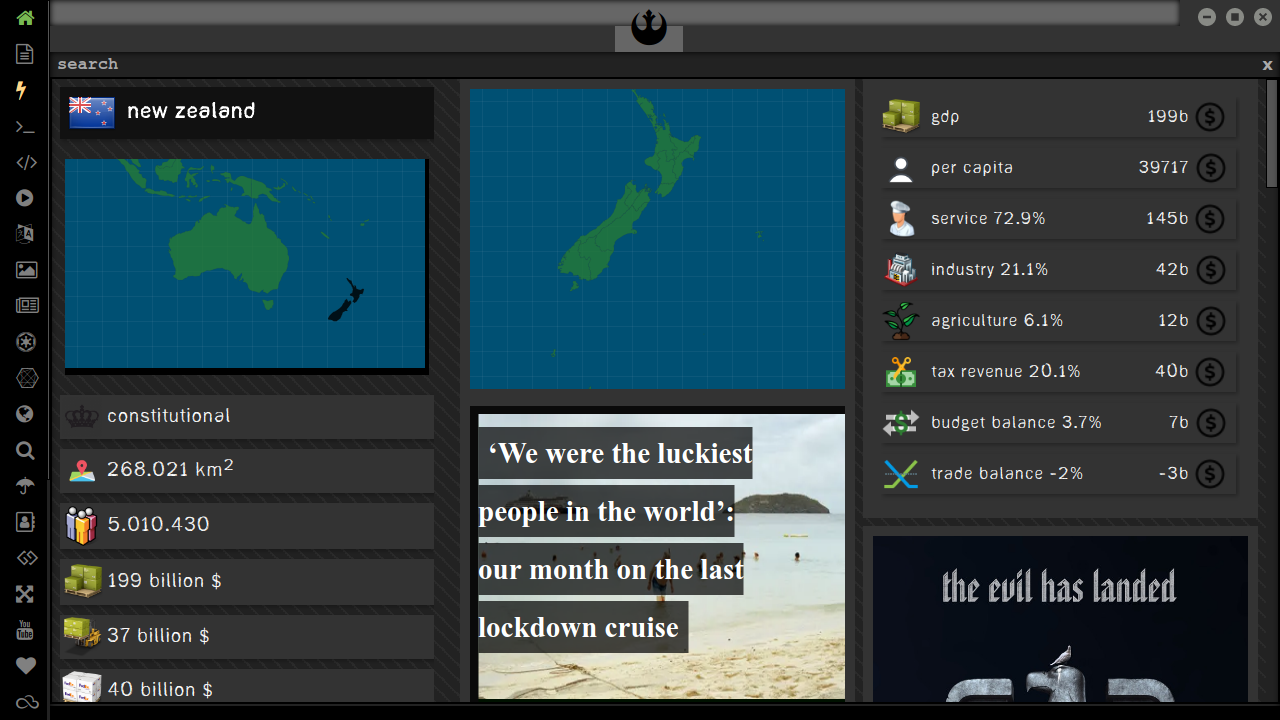 search
x
new zealand
constitutional
268.021 km²
5.010.430
199 billion $
37 billion $
40 billion $
‘We were the luckiest
people in the world’:
our month on the last
lockdown cruise
gdp 199b $
per capita 39717 $
service 72.9% 145b $
industry 21.1% 42b $
agriculture 6.1% 12b $
tax revenue 20.1% 40b $
budget balance 3.7% 7b $
trade balance -2% -3b $
the evil has landed
You
Tube